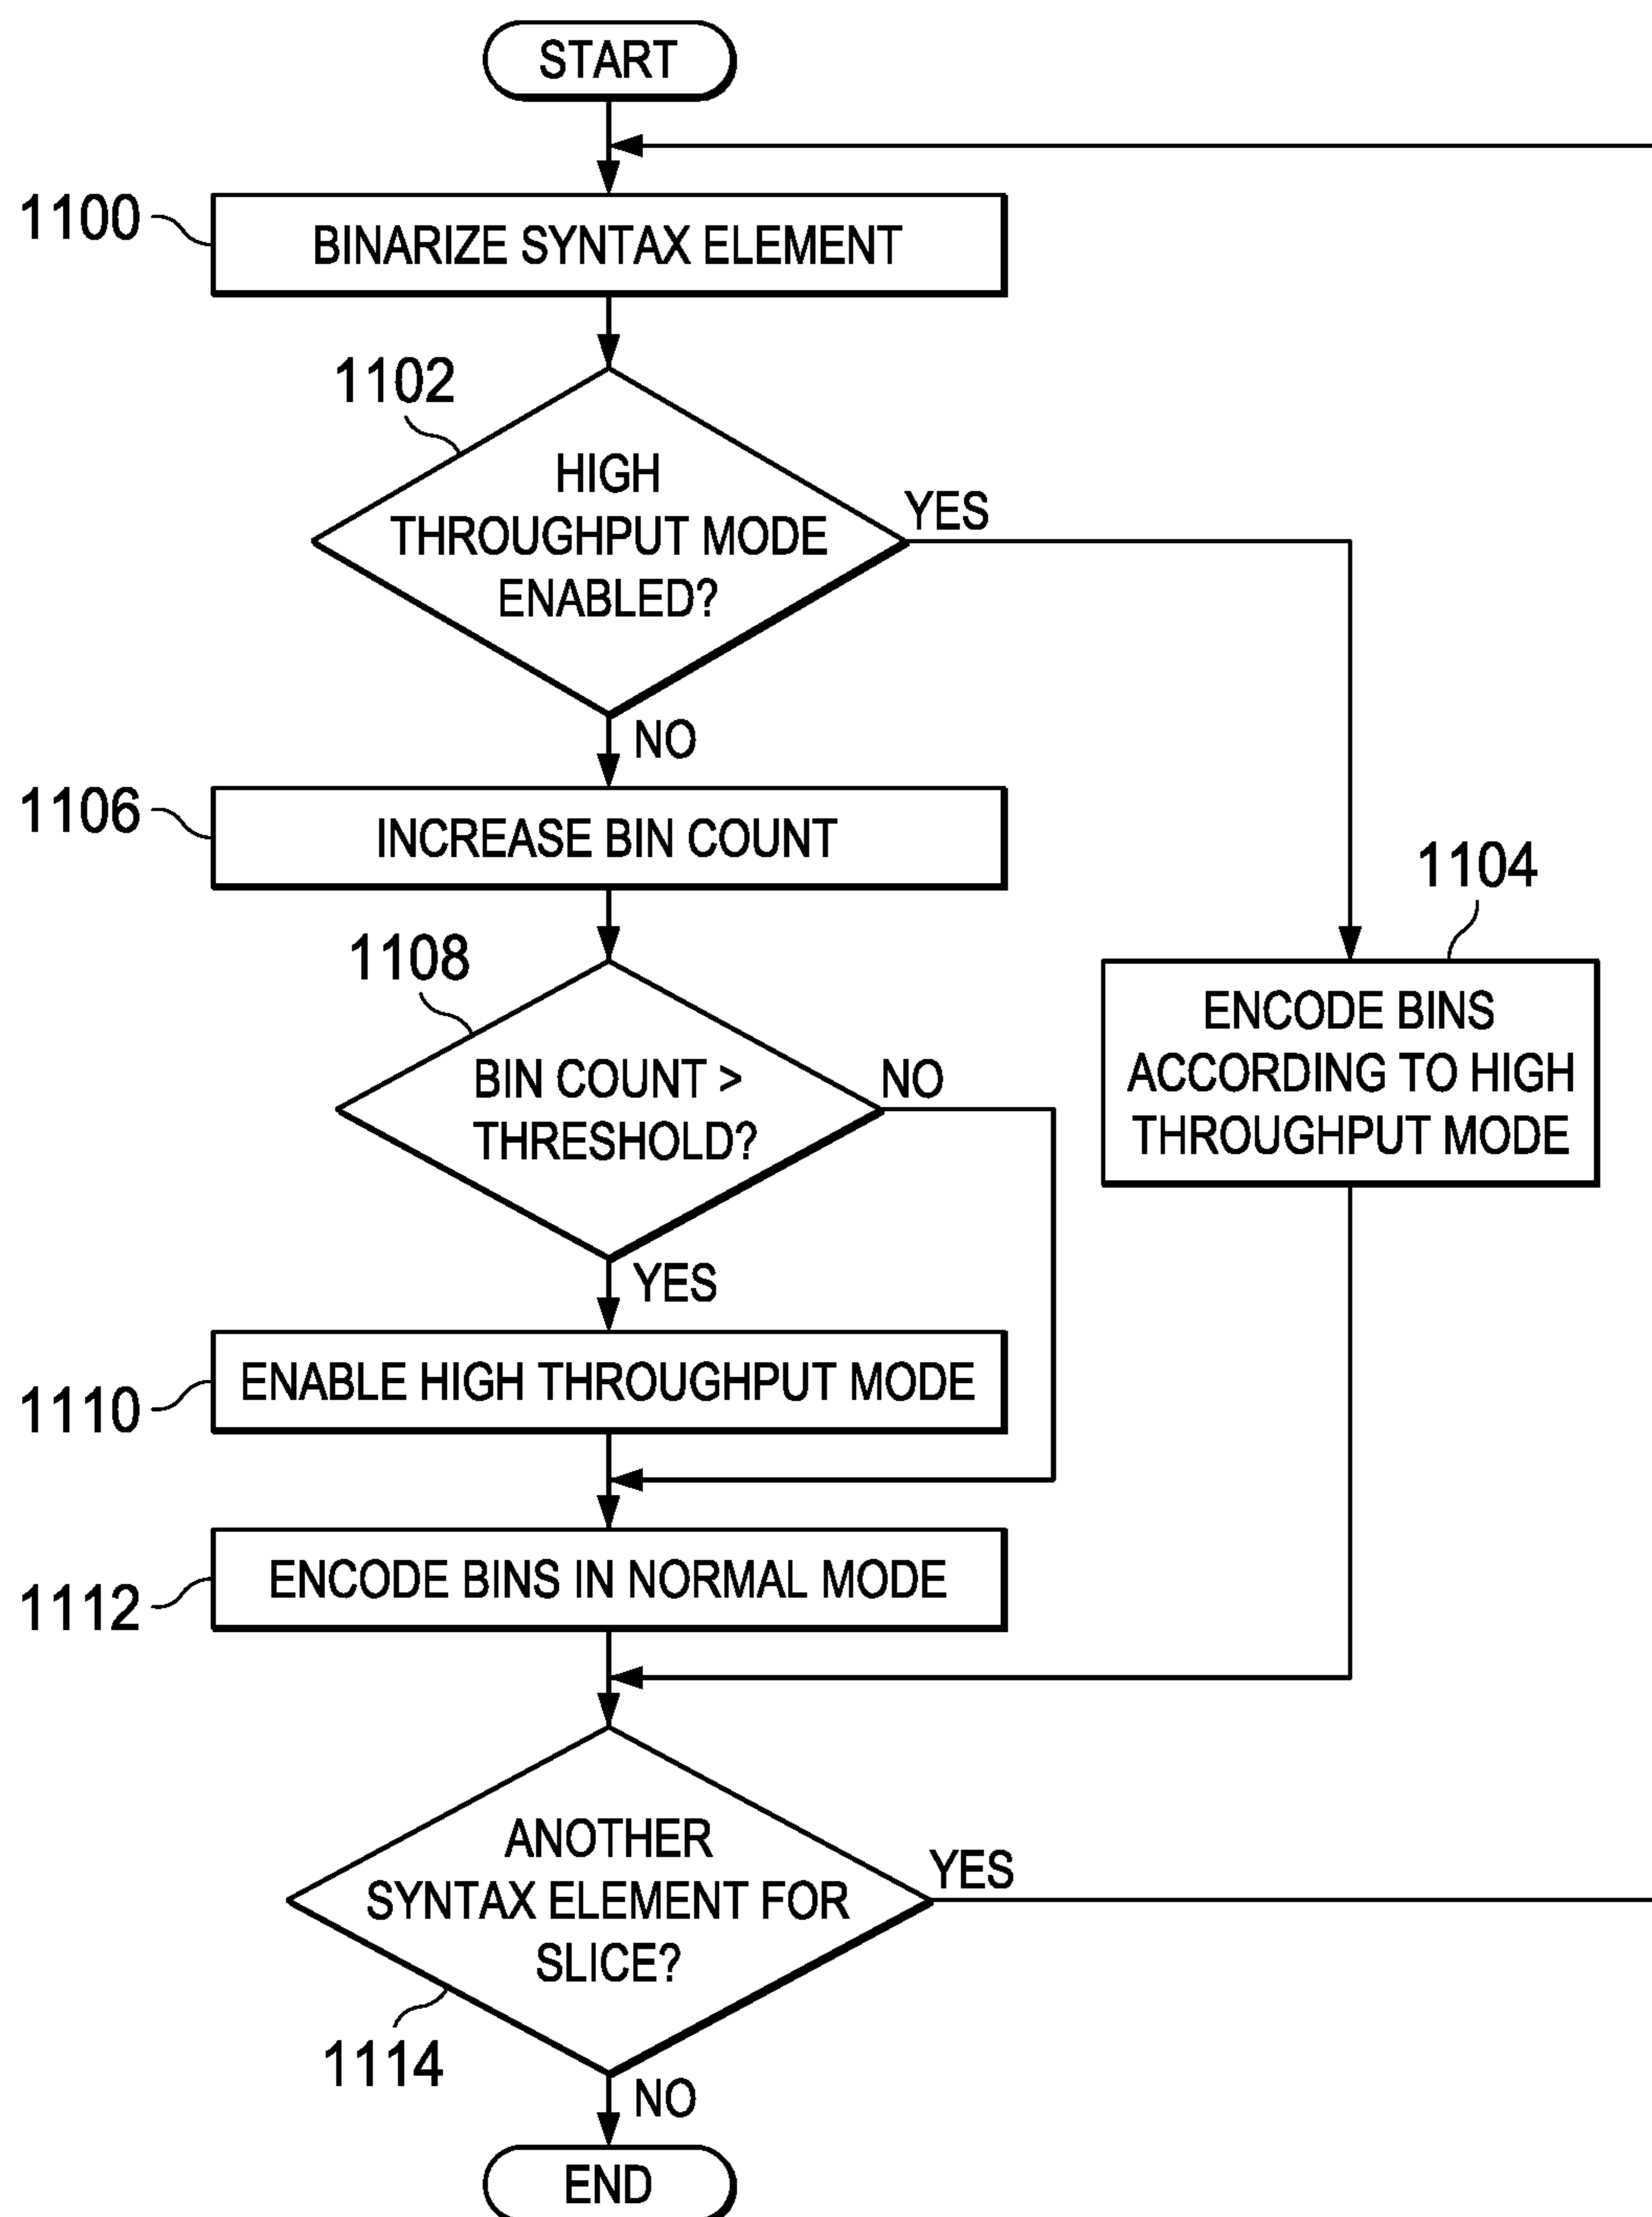 START
1100
BINARIZE SYNTAX ELEMENT
1102
HIGH
THROUGHPUT MODE
ENABLED?
YES
NO
1106
INCREASE BIN COUNT
1104
ENCODE BINS
ACCORDING TO HIGH
THROUGHPUT MODE
1108
BIN COUNT >
THRESHOLD?
NO
YES
1110
ENABLE HIGH THROUGHPUT MODE
1112
ENCODE BINS IN NORMAL MODE
ANOTHER
SYNTAX ELEMENT FOR
SLICE?
YES
1114
NO
END